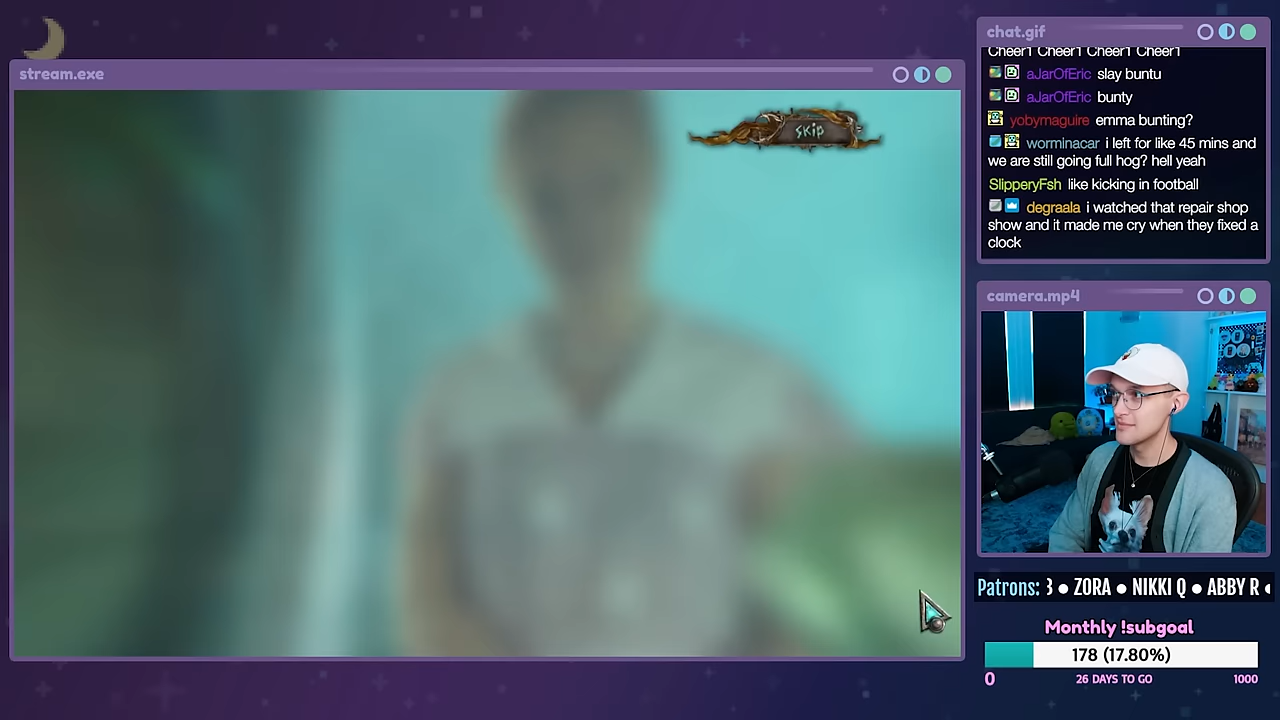 stream.exe
SKIP
chat.gif
Cheer1 Cheer1 Cheer1 Cheer1
aJarOfEric slay buntu
aJarOfEric bunty
yobymaguire emma bunting?
worminacar i left for like 45 mins and
we are still going full hog? hell yeah
SlipperyFsh like kicking in football
degraala i watched that repair shop
show and it made me cry when they fixed a
clock
camera.mp4
Patrons: 3 ● ZORA ● NIKKI Q ● ABBY R
Monthly !subgoal
178 (17.80%)
0 26 DAYS TO GO 1000